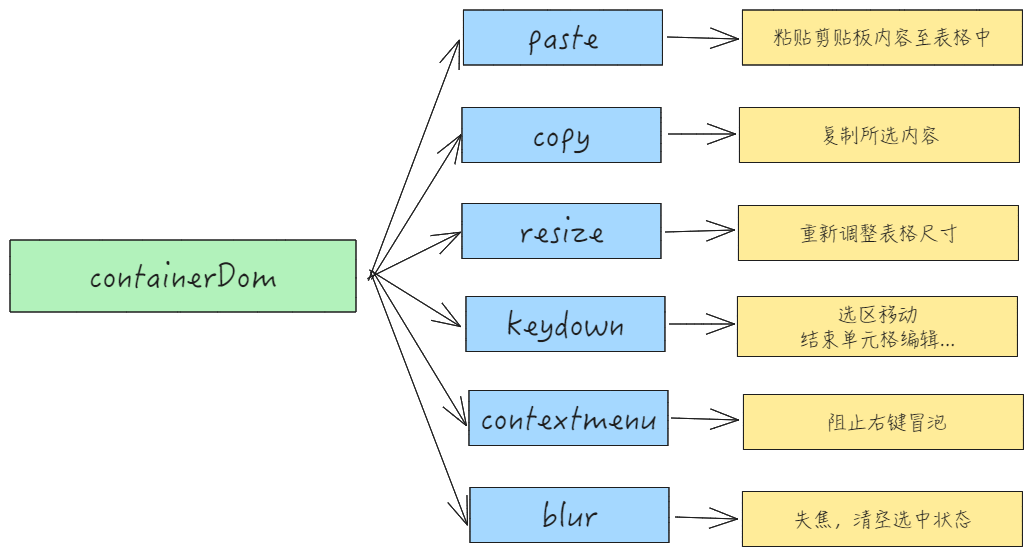 containerDom
paste
粘贴剪贴板内容至表格中
copy
复制所选内容
resize
重新调整表格尺寸
keydown
选区移动
结束单元格编辑...
contextmenu
阻止右键冒泡
blur
失焦，清空选中状态